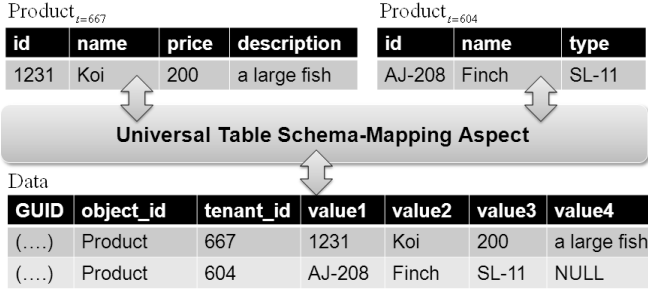 Product t=667
Product t=604
id name price description
id name type
1231 Koi 200 a large fish
AJ-208 Finch SL-11
Universal Table Schema-Mapping Aspect
Data
GUID object_id tenant_id value1 value2 value3 value4
(....) Product 667 1231 Koi 200 a large fish
(....) Product 604 AJ-208 Finch SL-11 NULL